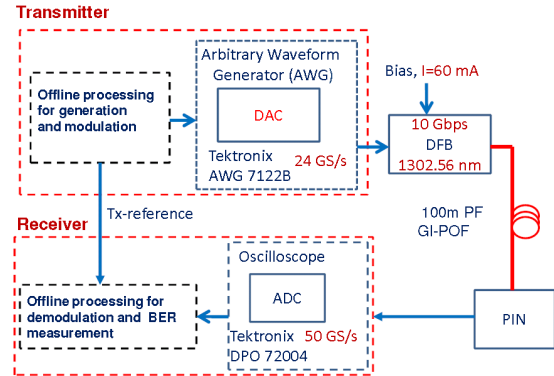 Transmitter
Offline processing
for generation
and modulation
Arbitrary Waveform
Generator (AWG)
DAC
Tektronix 24 GS/s
AWG 7122B
Bias, I=60 mA
10 Gbps
DFB
1302.56 nm
100m PF
GI-POF
PIN
Tx-reference
Receiver
Oscilloscope
ADC
Tektronix 50 GS/s
DPO 72004
Offline processing for
demodulation and BER
measurement